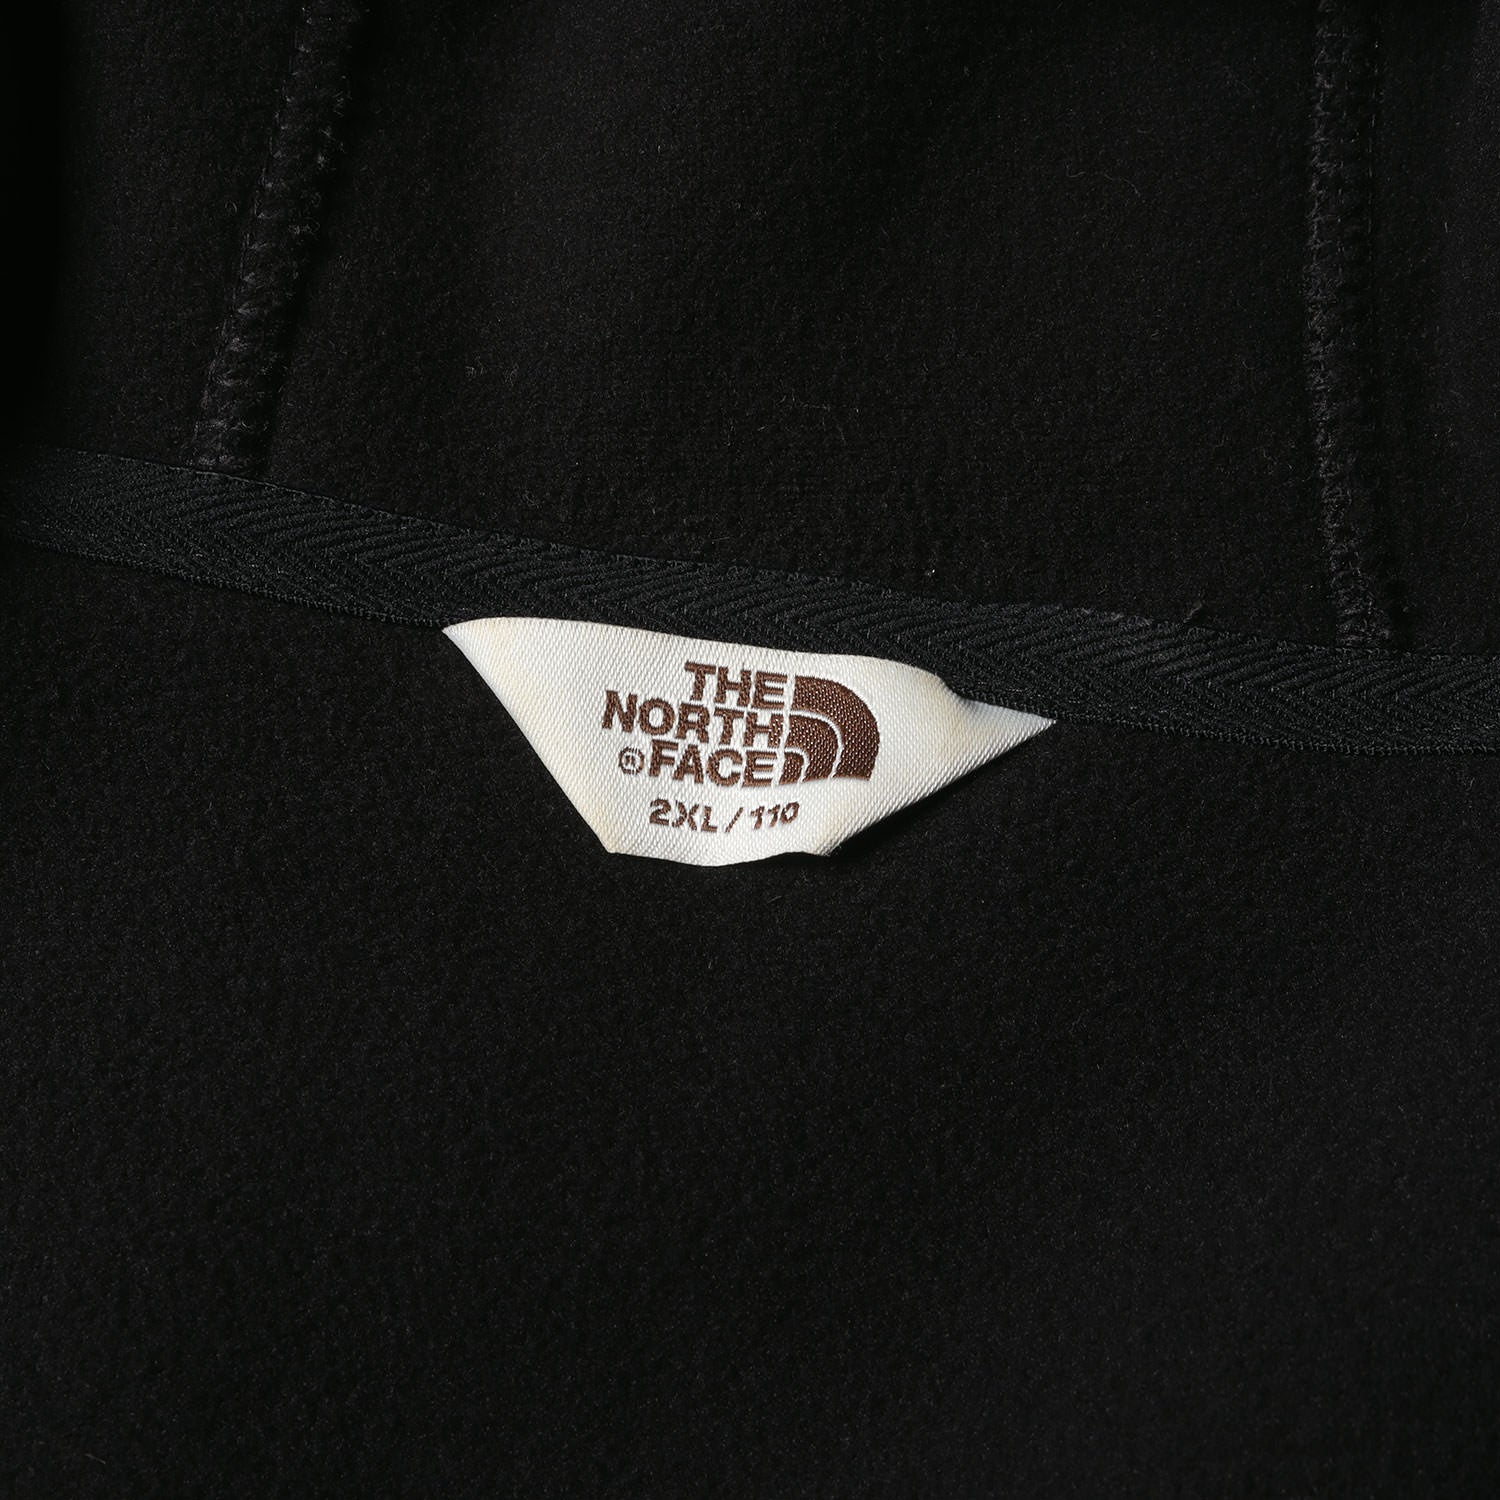 THE
NORTH
®FACE
2XL / 110